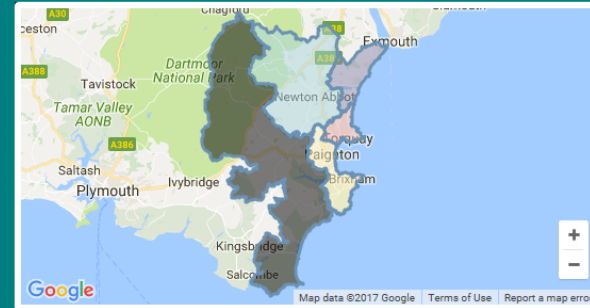 A30
Chagford
ceston
Exmouth
A38
A388
Dartmoor
National Park
Tavistock
Newton Abbot
Tamar Valley
AONB
A386
Torquay
Paignton
Saltash
Ivybridge
Brixham
Plymouth
Kingsbridge
+
Salcombe
−
Google
Map data ©2017 Google
Terms of Use
Report a map erro